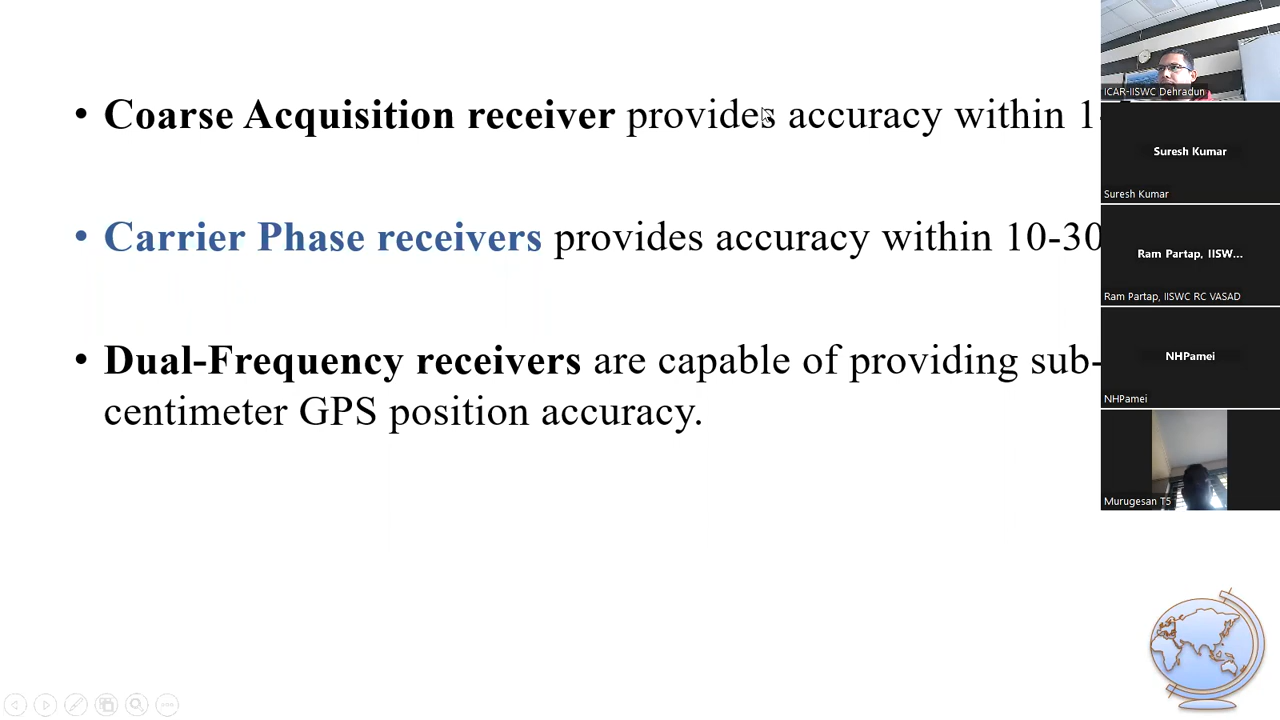 • Coarse Acquisition receiver provides accuracy within 1-
• Carrier Phase receivers provides accuracy within 10-30
• Dual-Frequency receivers are capable of providing sub-
centimeter GPS position accuracy.
ICAR-IISWC Dehradun
Suresh Kumar
Suresh Kumar
Ram Partap, IISW...
Ram Partap, IISWC RC VASAD
NHPamei
NHPamei
Murugesan T5